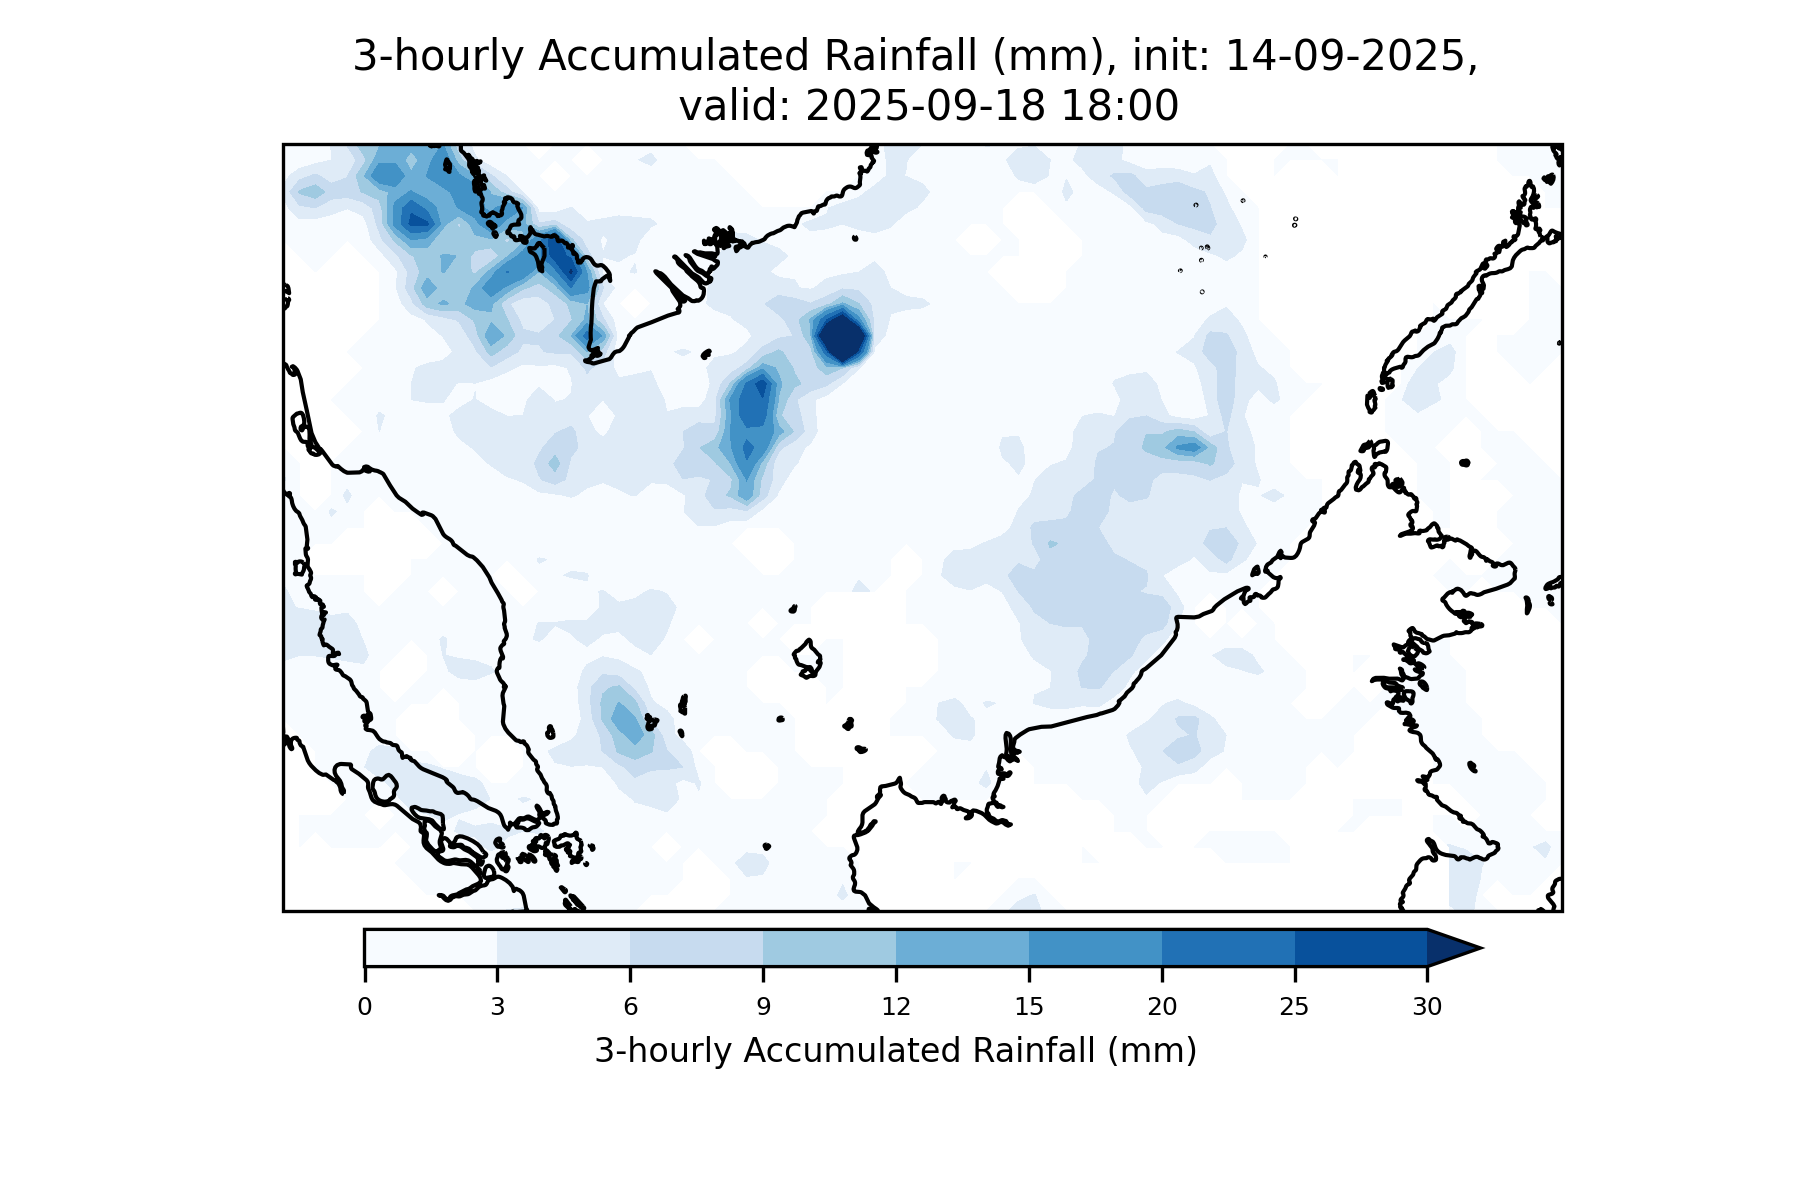 3-hourly Accumulated Rainfall (mm), init: 14-09-2025,
valid: 2025-09-18 18:00
0 3 6 9 12 15 20 25 30
3-hourly Accumulated Rainfall (mm)